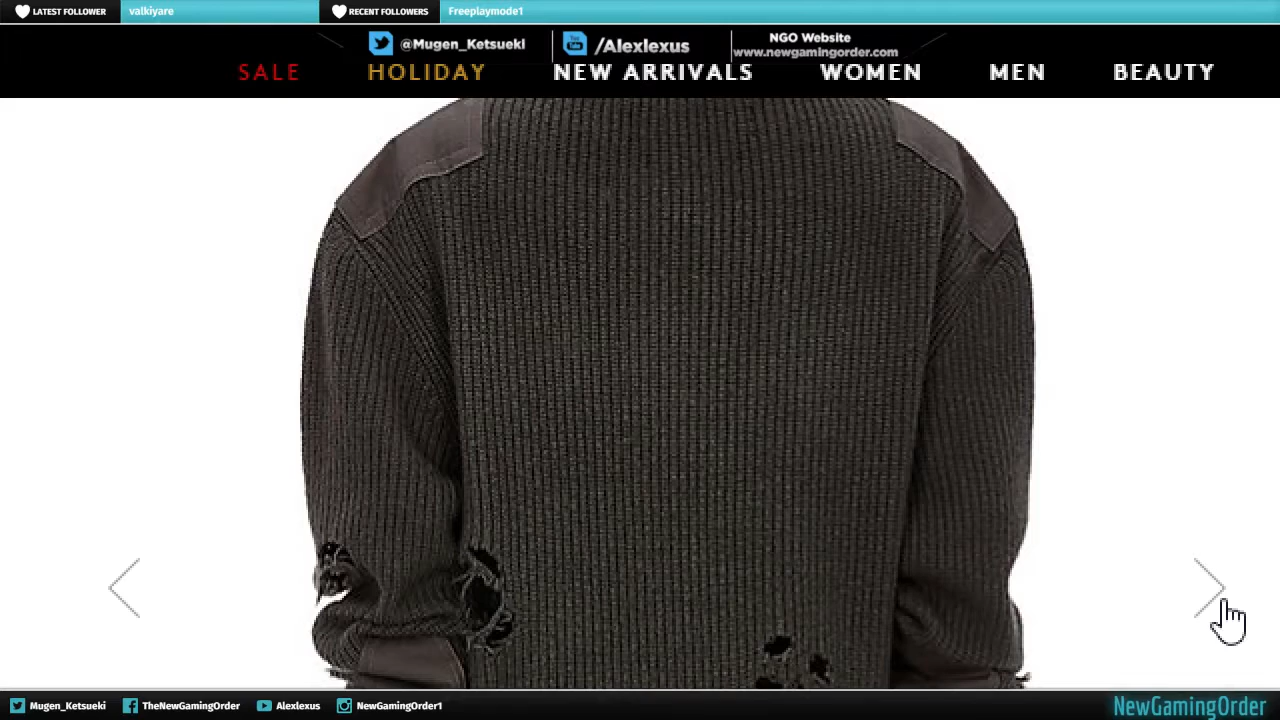 LATEST FOLLOWER valkiyare RECENT FOLLOWERS Freeplaymode1
@Mugen_Ketsuekl /Alexlexus NGO Website
www.newgamingorder.com
SALE HOLIDAY NEW ARRIVALS WOMEN MEN BEAUTY
Mugen_Ketsueki TheNewGamingOrder Alexlexus NewGamingOrder1 NewGamingOrder